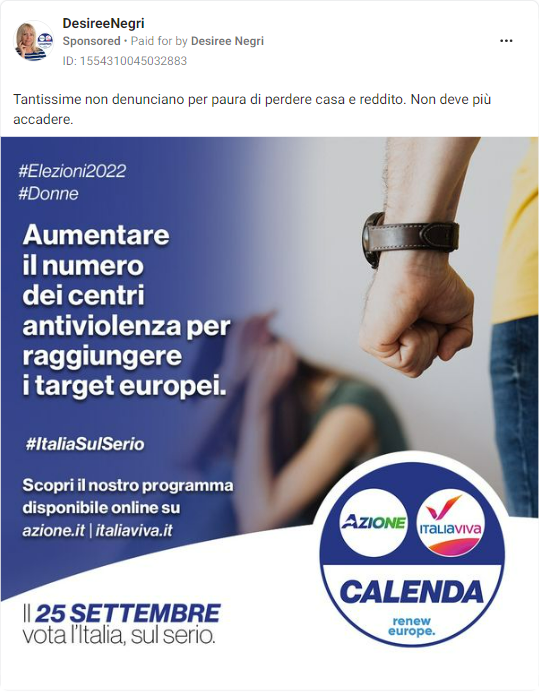 DesireeNegri
Sponsored • Paid for by Desiree Negri
ID: 1554310045032883
Tantissime non denunciano per paura di perdere casa e reddito. Non deve più
accadere.
#Elezioni2022
#Donne
Aumentare
il numero
dei centri
antiviolenza per
raggiungere
i target europei.
#ItaliaSulSerio
Scopri il nostro programma
disponibile online su
azione.it | italiaviva.it
AZIONE
ITALIAVIVA
CALENDA
renew
europe.
Il 25 SETTEMBRE
vota l'Italia, sul serio.